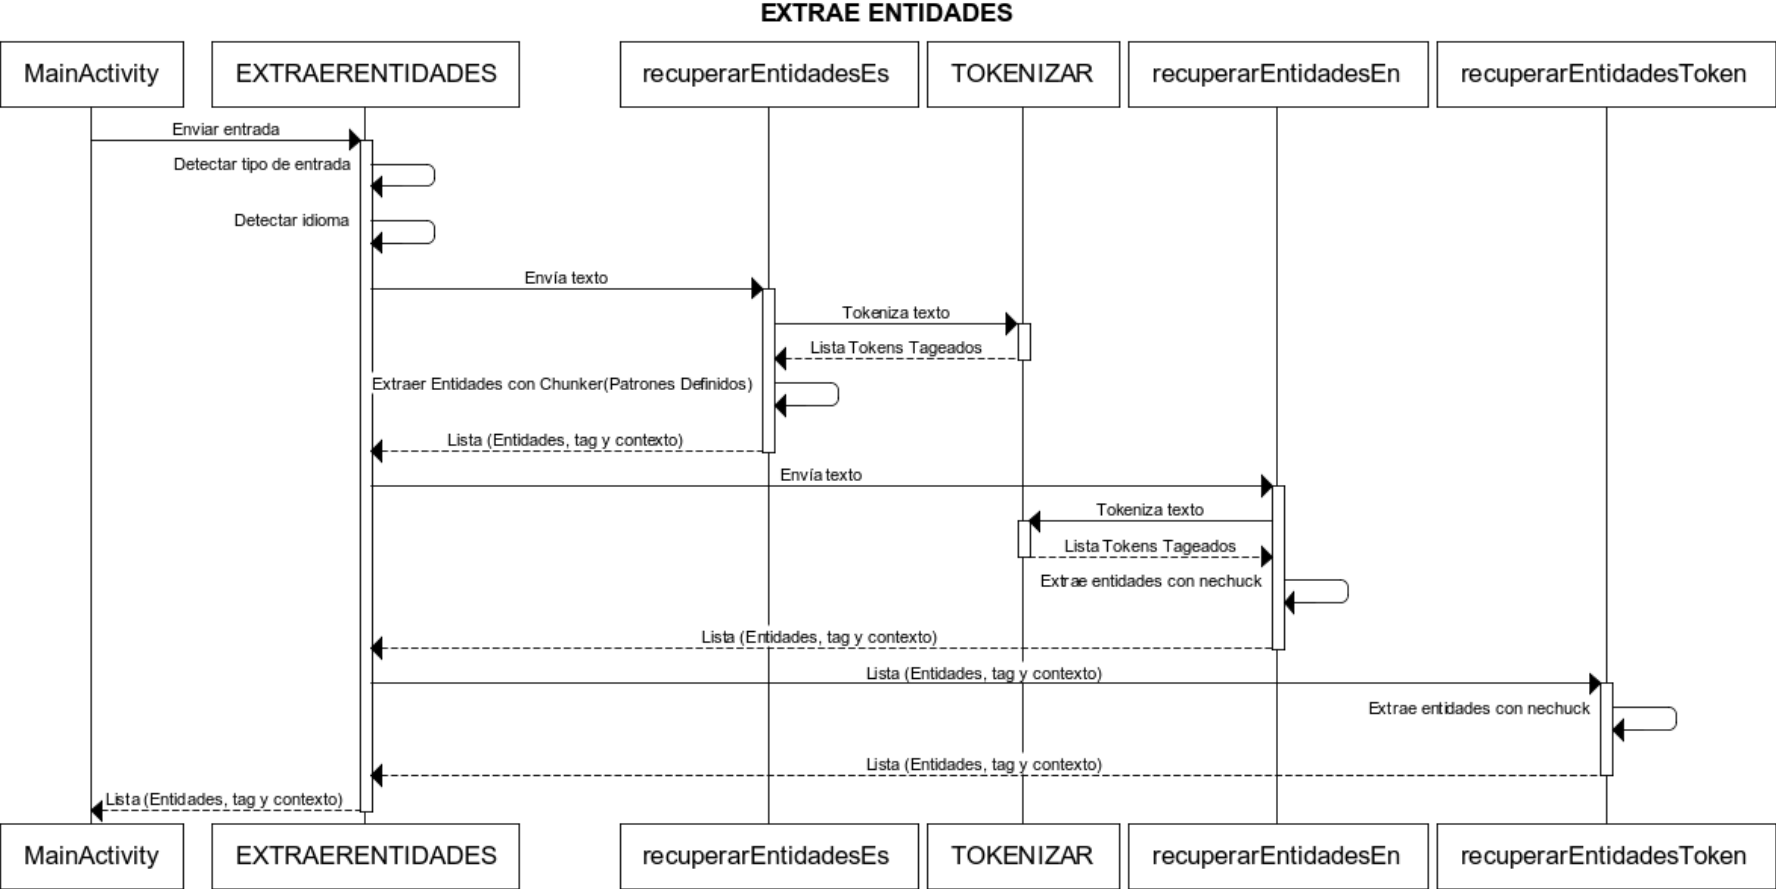 EXTRAE ENTIDADES
MainActivity
EXTRAERENTIDADES
recuperarEntidadesEs
TOKENIZAR
recuperarEntidadesEn
recuperarEntidadesToken
Enviar entrada
Detectar tipo de entrada
Detectar idioma
Envía texto
Tokeniza texto
Lista Tokens Tageados
Extraer Entidades con Chunker(Patrones Definidos)
Lista (Entidades, tag y contexto)
Envía texto
Tokeniza texto
Lista Tokens Tageados
Extrae entidades con nechuck
Lista (Entidades, tag y contexto)
Lista (Entidades, tag y contexto)
Extrae entidades con nechuck
Lista (Entidades, tag y contexto)
Lista (Entidades, tag y contexto)
MainActivity
EXTRAERENTIDADES
recuperarEntidadesEs
TOKENIZAR
recuperarEntidadesEn
recuperarEntidadesToken